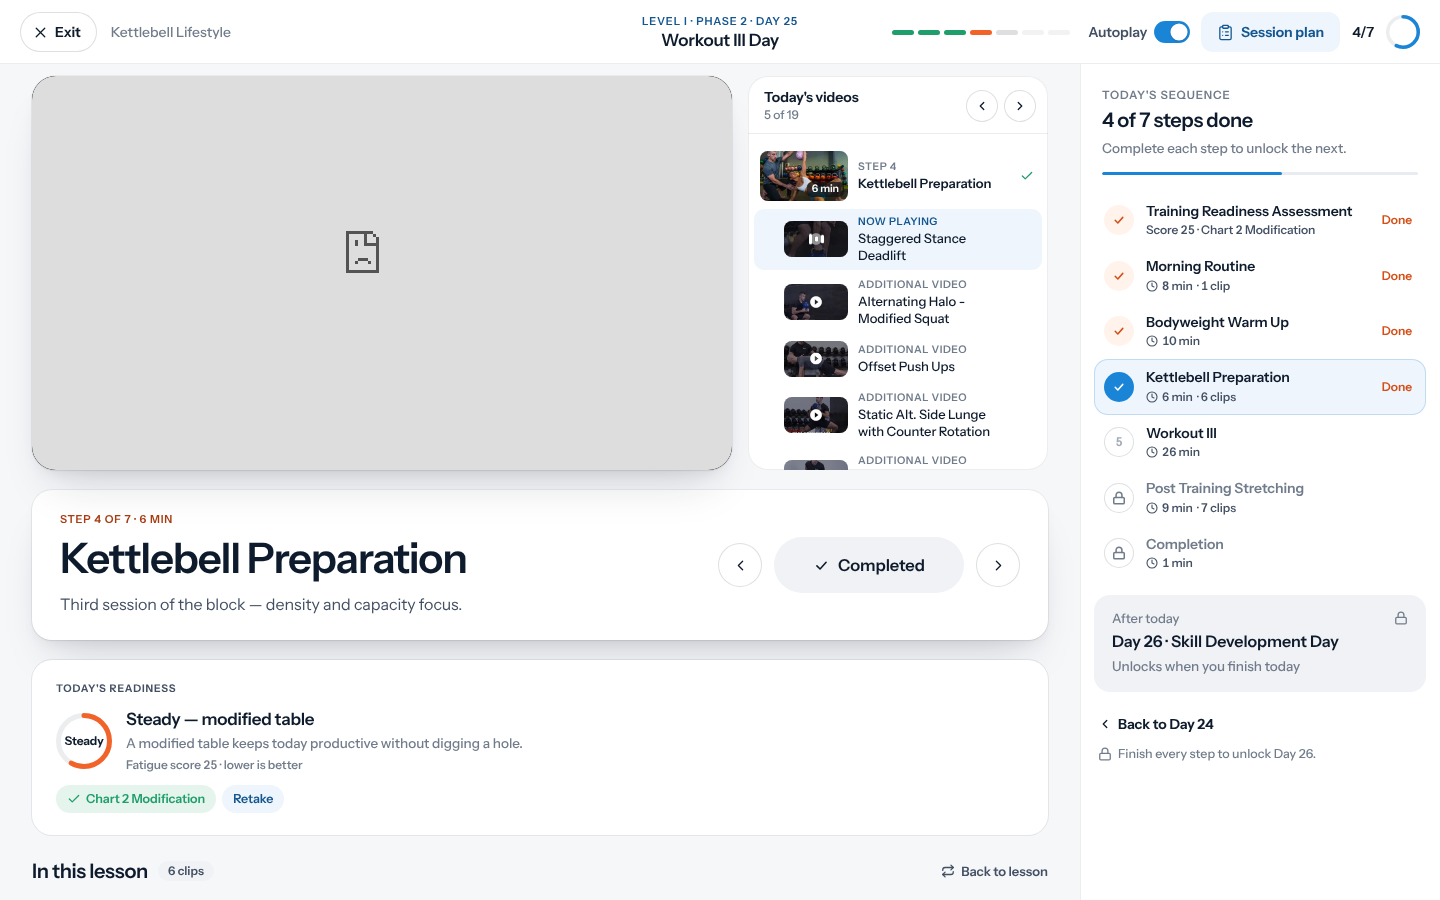 Exit
Kettlebell Lifestyle
LEVEL I · PHASE 2 · DAY 25
Workout III Day
Autoplay
Session plan
4/7
Today's videos
5 of 19
6 min
STEP 4
Kettlebell Preparation
NOW PLAYING
Staggered Stance
Deadlift
ADDITIONAL VIDEO
Alternating Halo -
Modified Squat
ADDITIONAL VIDEO
Offset Push Ups
ADDITIONAL VIDEO
Static Alt. Side Lunge
with Counter Rotation
ADDITIONAL VIDEO
STEP 4 OF 7 · 6 MIN
Kettlebell Preparation
Third session of the block — density and capacity focus.
Completed
TODAY'S READINESS
Steady
Steady — modified table
A modified table keeps today productive without digging a hole.
Fatigue score 25 · lower is better
Chart 2 Modification
Retake
In this lesson
6 clips
Back to lesson
TODAY'S SEQUENCE
4 of 7 steps done
Complete each step to unlock the next.
Training Readiness Assessment
Score 25 · Chart 2 Modification
Done
Morning Routine
8 min · 1 clip
Done
Bodyweight Warm Up
10 min
Done
Kettlebell Preparation
6 min · 6 clips
Done
5
Workout III
26 min
Post Training Stretching
9 min · 7 clips
Completion
1 min
After today
Day 26 · Skill Development Day
Unlocks when you finish today
Back to Day 24
Finish every step to unlock Day 26.